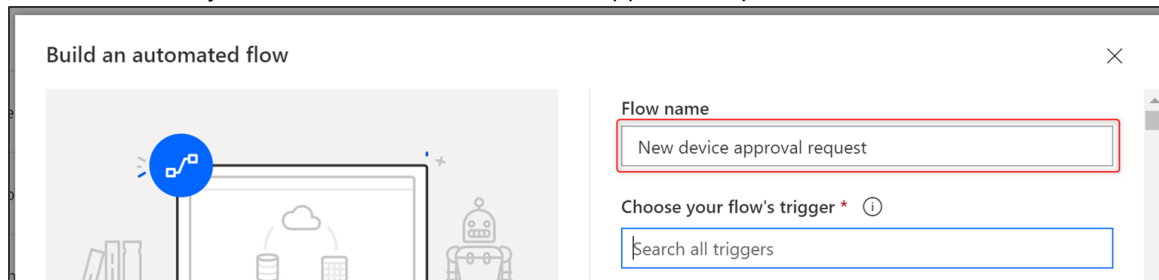 Build an automated flow
Flow name
New device approval request
Choose your flow's trigger *
Search all triggers